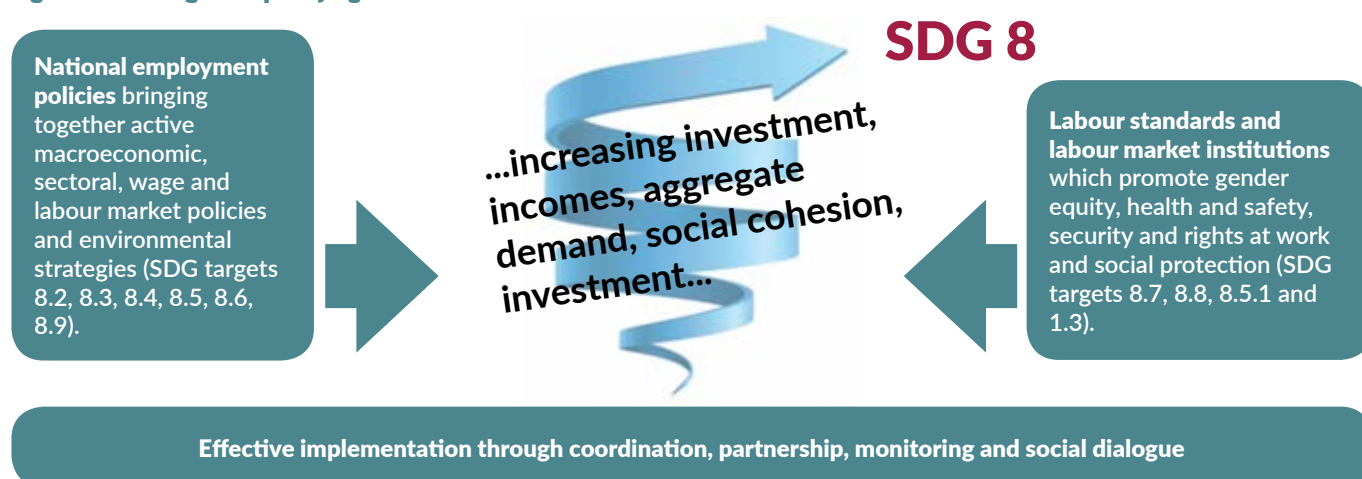 National employment
policies bringing
together active
macroeconomic,
sectoral, wage and
labour market policies
and environmental
strategies (SDG targets
8.2, 8.3, 8.4, 8.5, 8.6,
8.9).
...increasing investment,
incomes, aggregate
demand, social cohesion,
investment...
SDG 8
Labour standards and
labour market institutions
which promote gender
equity, health and safety,
security and rights at work
and social protection (SDG
targets 8.7, 8.8, 8.5.1 and
1.3).
Effective implementation through coordination, partnership, monitoring and social dialogue